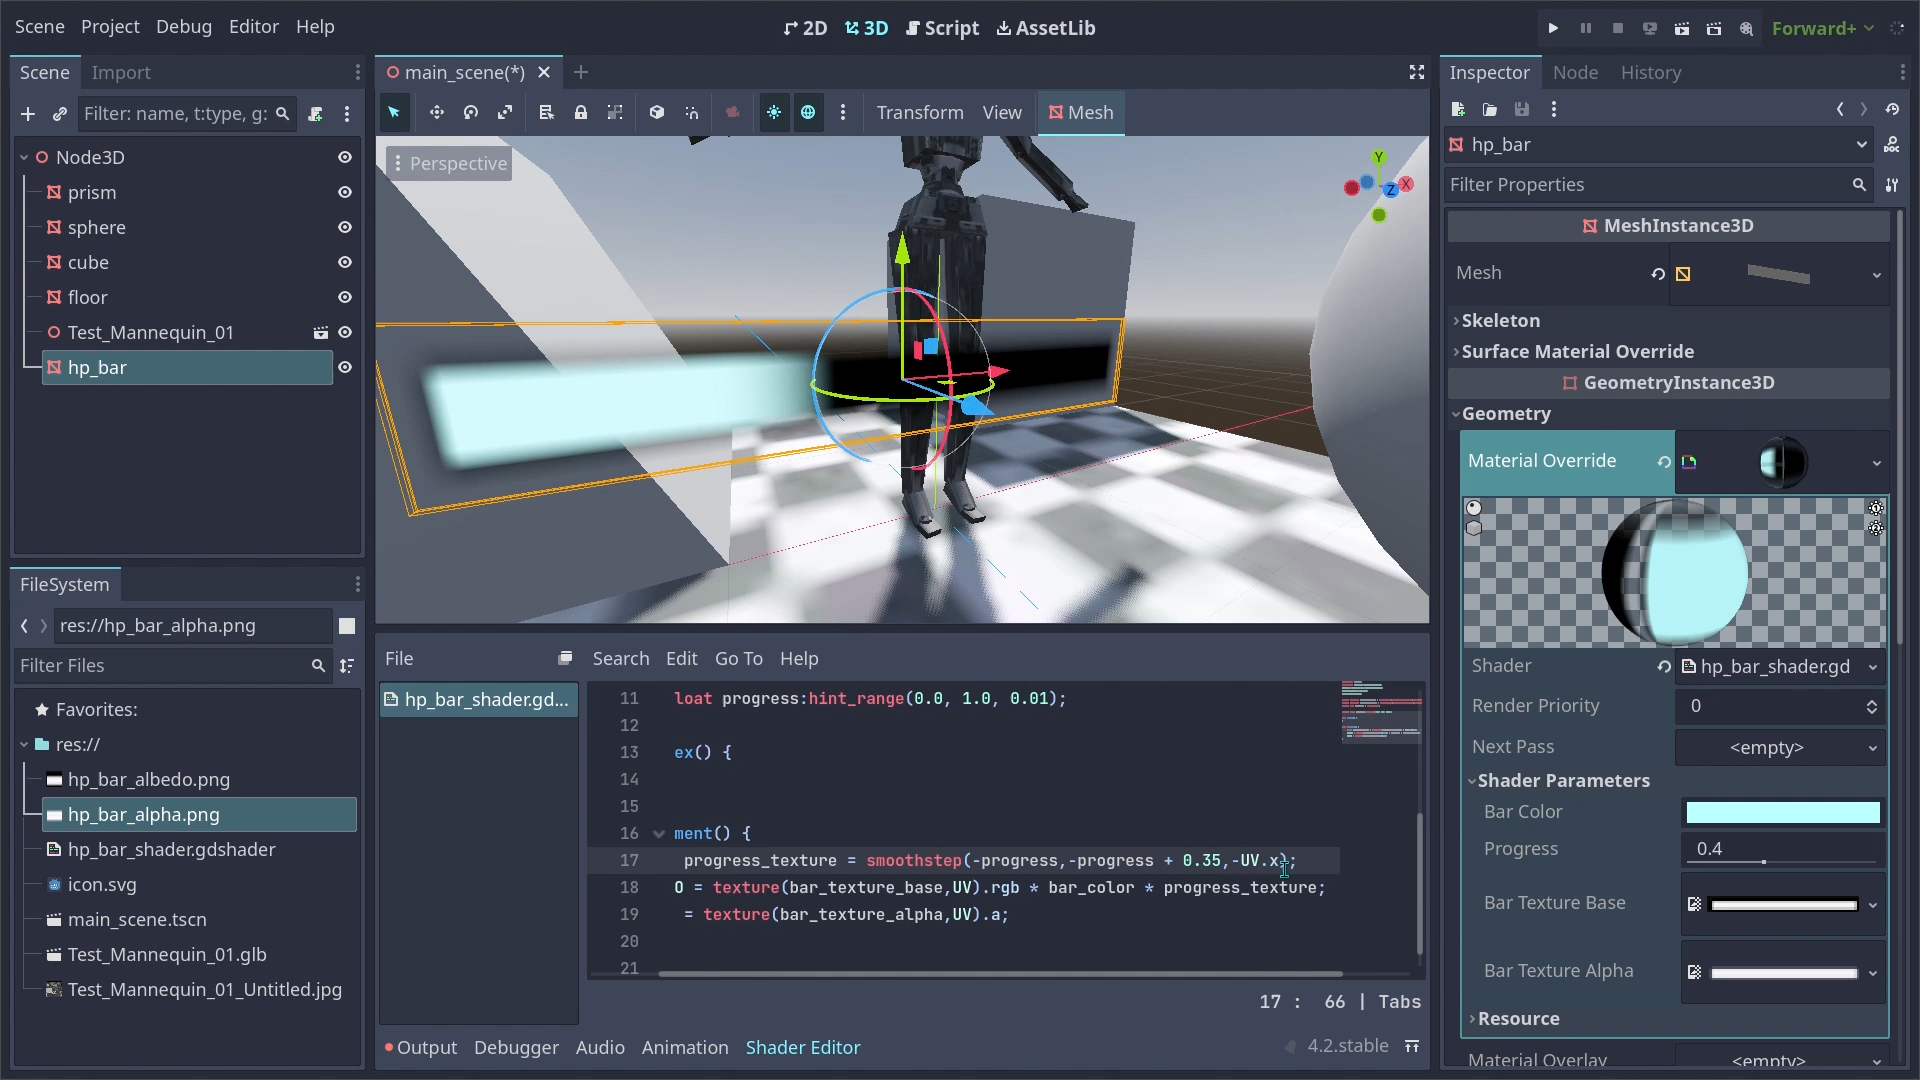 Scene Project Debug Editor Help
2D 3D Script AssetLib
Forward+
Scene Import
Filter: name, t:type, g:
Node3D
prism
sphere
cube
floor
Test_Mannequin_01
hp_bar
FileSystem
res://hp_bar_alpha.png
Filter Files
Favorites:
res://
hp_bar_albedo.png
hp_bar_alpha.png
hp_bar_shader.gdshader
icon.svg
main_scene.tscn
Test_Mannequin_01.glb
Test_Mannequin_01_Untitled.jpg
main_scene(*)
Transform View Mesh
Perspective
Y
X
Z
File Search Edit Go To Help
hp_bar_shader.gd...
11 loat progress:hint_range(0.0, 1.0, 0.01);
12
13 ex() {
14
15
16 ment() {
17 progress_texture = smoothstep(-progress,-progress + 0.35,-UV.x);
18 O = texture(bar_texture_base,UV).rgb * bar_color * progress_texture;
19 = texture(bar_texture_alpha,UV).a;
20
21
17 : 66 | Tabs
Output Debugger Audio Animation Shader Editor
4.2.stable
Inspector Node History
hp_bar
Filter Properties
MeshInstance3D
Mesh
Skeleton
Surface Material Override
GeometryInstance3D
Geometry
Material Override
Shader hp_bar_shader.gd
Render Priority 0
Next Pass <empty>
Shader Parameters
Bar Color
Progress 0.4
Bar Texture Base
Bar Texture Alpha
Resource
Material Overlay <empty>